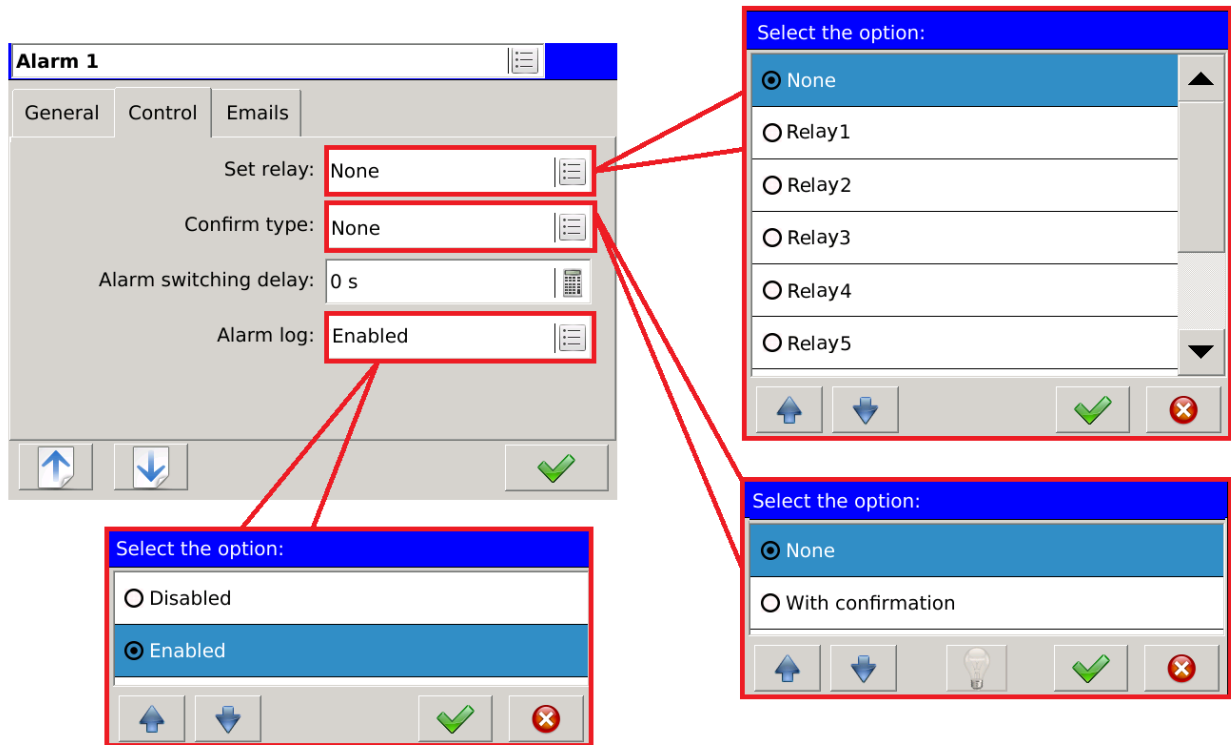 Alarm 1
General Control Emails
Set relay: None
Confirm type: None
Alarm switching delay: 0 s
Alarm log: Enabled
Select the option:
None
Relay1
Relay2
Relay3
Relay4
Relay5
Select the option:
None
With confirmation
Select the option:
Disabled
Enabled